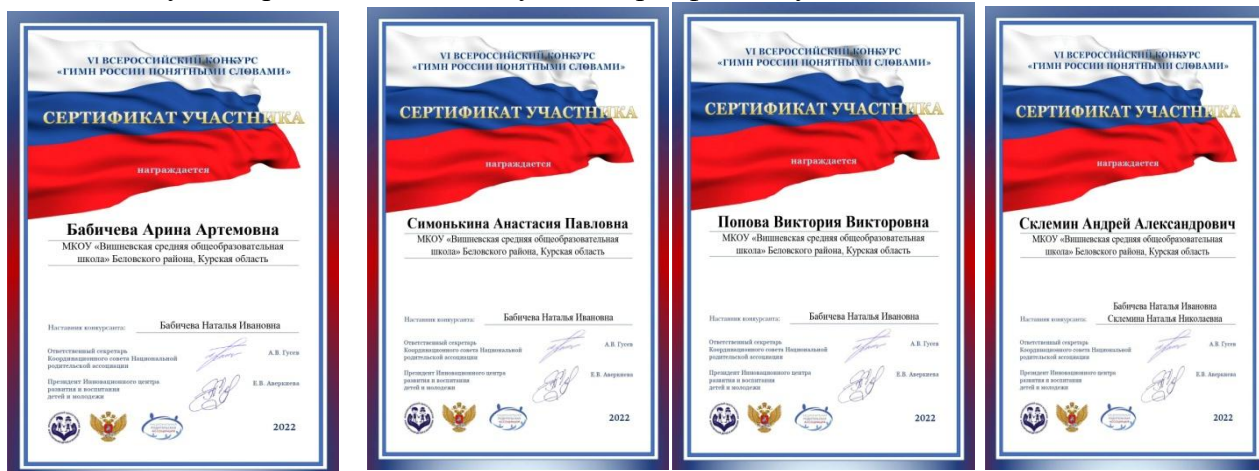 VI ВСЕРОССИЙСКИЙ КОНКУРС
«ГИМН РОССИИ ПОНЯТНЫМИ СЛОВАМИ»
СЕРТИФИКАТ УЧАСТНИКА
награждается
Бабичева Арина Артемовна
МКОУ «Вишневская средняя общеобразовательная
школа» Беловского района, Курская область
Наставник конкурсанта: Бабичева Наталья Ивановна
Ответственный секретарь
Координационного совета Национальной
родительской ассоциации
А.В. Гусев
Президент Инновационного центра
развития и воспитания
детей и молодежи
Е.В. Аверкиева
2022
VI ВСЕРОССИЙСКИЙ КОНКУРС
«ГИМН РОССИИ ПОНЯТНЫМИ СЛОВАМИ»
СЕРТИФИКАТ УЧАСТНИКА
награждается
Симонькина Анастасия Павловна
МКОУ «Вишневская средняя общеобразовательная
школа» Беловского района, Курская область
Наставник конкурсанта: Бабичева Наталья Ивановна
Ответственный секретарь
Координационного совета Национальной
родительской ассоциации
А.В. Гусев
Президент Инновационного центра
развития и воспитания
детей и молодежи
Е.В. Аверкиева
2022
VI ВСЕРОССИЙСКИЙ КОНКУРС
«ГИМН РОССИИ ПОНЯТНЫМИ СЛОВАМИ»
СЕРТИФИКАТ УЧАСТНИКА
награждается
Попова Виктория Викторовна
МКОУ «Вишневская средняя общеобразовательная
школа» Беловского района, Курская область
Наставник конкурсанта: Бабичева Наталья Ивановна
Ответственный секретарь
Координационного совета Национальной
родительской ассоциации
А.В. Гусев
Президент Инновационного центра
развития и воспитания
детей и молодежи
Е.В. Аверкиева
2022
VI ВСЕРОССИЙСКИЙ КОНКУРС
«ГИМН РОССИИ ПОНЯТНЫМИ СЛОВАМИ»
СЕРТИФИКАТ УЧАСТНИКА
награждается
Склемин Андрей Александрович
МКОУ «Вишневская средняя общеобразовательная
школа» Беловского района, Курская область
Бабичева Наталья Ивановна
Наставник конкурсанта: Склемина Наталья Николаевна
Ответственный секретарь
Координационного совета Национальной
родительской ассоциации
А.В. Гусев
Президент Инновационного центра
развития и воспитания
детей и молодежи
Е.В. Аверкиева
2022